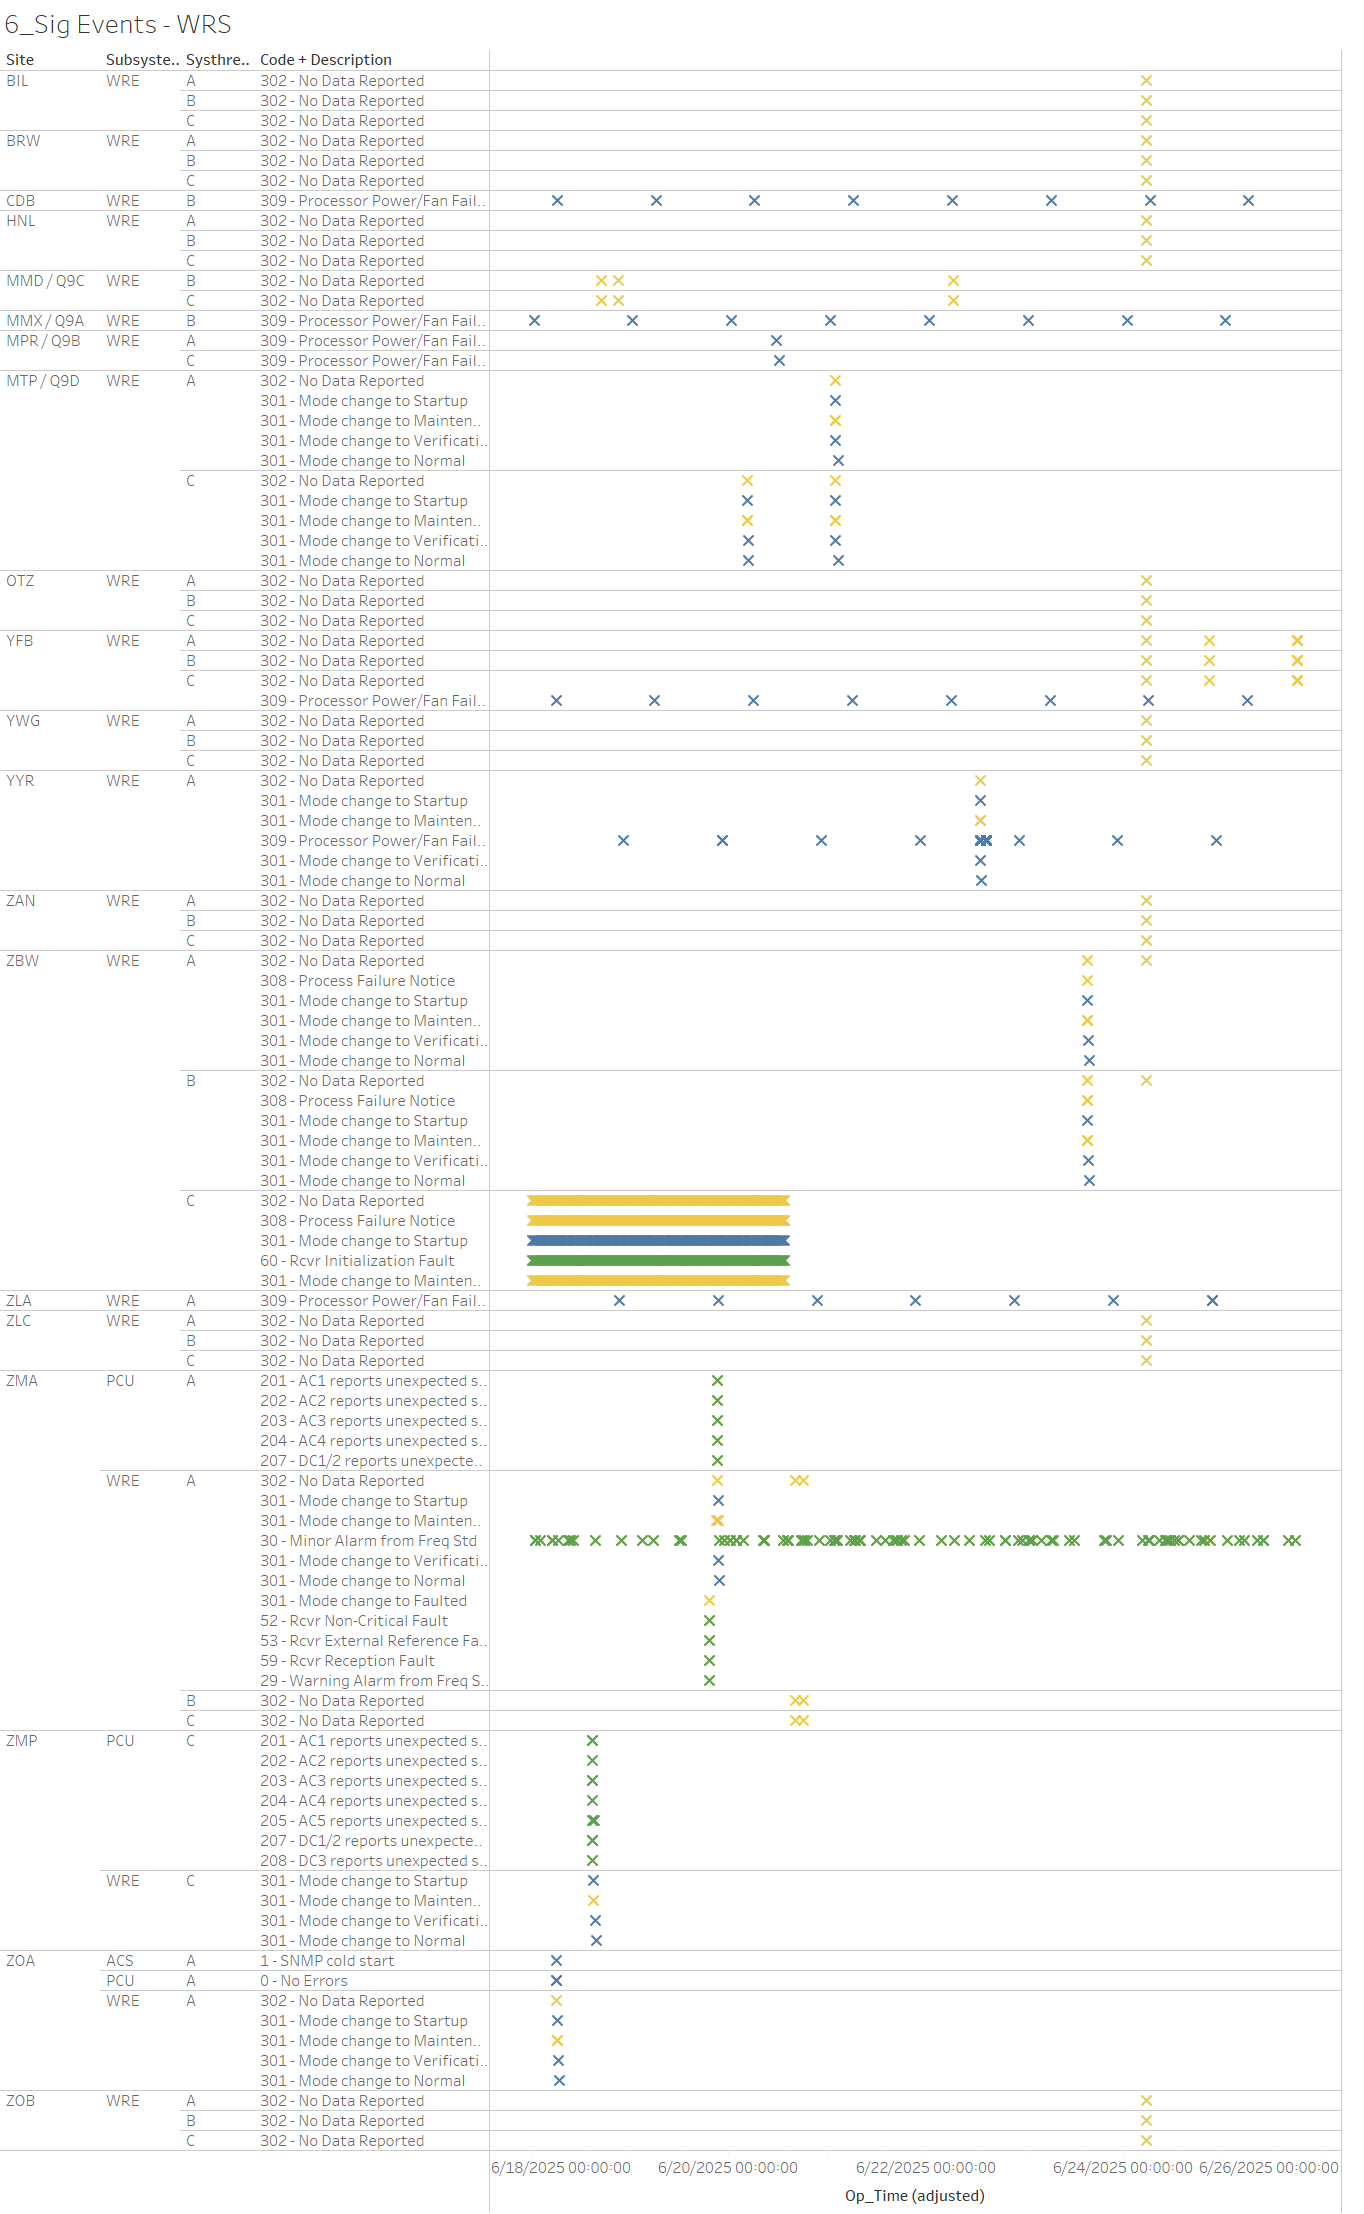 6_Sig Events - WRS
Site Subsyste.. Systhre.. Code + Description
BIL WRE A 302 - No Data Reported
B 302 - No Data Reported
C 302 - No Data Reported
BRW WRE A 302 - No Data Reported
B 302 - No Data Reported
C 302 - No Data Reported
CDB WRE B 309 - Processor Power/Fan Fail..
HNL WRE A 302 - No Data Reported
B 302 - No Data Reported
C 302 - No Data Reported
MMD / Q9C WRE B 302 - No Data Reported
C 302 - No Data Reported
MMX / Q9A WRE B 309 - Processor Power/Fan Fail..
MPR / Q9B WRE A 309 - Processor Power/Fan Fail..
C 309 - Processor Power/Fan Fail..
MTP / Q9D WRE A 302 - No Data Reported
301 - Mode change to Startup
301 - Mode change to Mainten..
301 - Mode change to Verificati..
301 - Mode change to Normal
C 302 - No Data Reported
301 - Mode change to Startup
301 - Mode change to Mainten..
301 - Mode change to Verificati..
301 - Mode change to Normal
OTZ WRE A 302 - No Data Reported
B 302 - No Data Reported
C 302 - No Data Reported
YFB WRE A 302 - No Data Reported
B 302 - No Data Reported
C 302 - No Data Reported
309 - Processor Power/Fan Fail..
YWG WRE A 302 - No Data Reported
B 302 - No Data Reported
C 302 - No Data Reported
YYR WRE A 302 - No Data Reported
301 - Mode change to Startup
301 - Mode change to Mainten..
309 - Processor Power/Fan Fail..
301 - Mode change to Verificati..
301 - Mode change to Normal
ZAN WRE A 302 - No Data Reported
B 302 - No Data Reported
C 302 - No Data Reported
ZBW WRE A 302 - No Data Reported
308 - Process Failure Notice
301 - Mode change to Startup
301 - Mode change to Mainten..
301 - Mode change to Verificati..
301 - Mode change to Normal
B 302 - No Data Reported
308 - Process Failure Notice
301 - Mode change to Startup
301 - Mode change to Mainten..
301 - Mode change to Verificati..
301 - Mode change to Normal
C 302 - No Data Reported
308 - Process Failure Notice
301 - Mode change to Startup
60 - Rcvr Initialization Fault
301 - Mode change to Mainten..
ZLA WRE A 309 - Processor Power/Fan Fail..
ZLC WRE A 302 - No Data Reported
B 302 - No Data Reported
C 302 - No Data Reported
ZMA PCU A 201 - AC1 reports unexpected s..
202 - AC2 reports unexpected s..
203 - AC3 reports unexpected s..
204 - AC4 reports unexpected s..
207 - DC1/2 reports unexpecte..
WRE A 302 - No Data Reported
301 - Mode change to Startup
301 - Mode change to Mainten..
30 - Minor Alarm from Freq Std
301 - Mode change to Verificati..
301 - Mode change to Normal
301 - Mode change to Faulted
52 - Rcvr Non-Critical Fault
53 - Rcvr External Reference Fa..
59 - Rcvr Reception Fault
29 - Warning Alarm from Freq S..
B 302 - No Data Reported
C 302 - No Data Reported
ZMP PCU C 201 - AC1 reports unexpected s..
202 - AC2 reports unexpected s..
203 - AC3 reports unexpected s..
204 - AC4 reports unexpected s..
205 - AC5 reports unexpected s..
207 - DC1/2 reports unexpecte..
208 - DC3 reports unexpected s..
WRE C 301 - Mode change to Startup
301 - Mode change to Mainten..
301 - Mode change to Verificati..
301 - Mode change to Normal
ZOA ACS A 1 - SNMP cold start
PCU A 0 - No Errors
WRE A 302 - No Data Reported
301 - Mode change to Startup
301 - Mode change to Mainten..
301 - Mode change to Verificati..
301 - Mode change to Normal
ZOB WRE A 302 - No Data Reported
B 302 - No Data Reported
C 302 - No Data Reported
6/18/2025 00:00:00 6/20/2025 00:00:00 6/22/2025 00:00:00 6/24/2025 00:00:00 6/26/2025 00:00:00
Op_Time (adjusted)